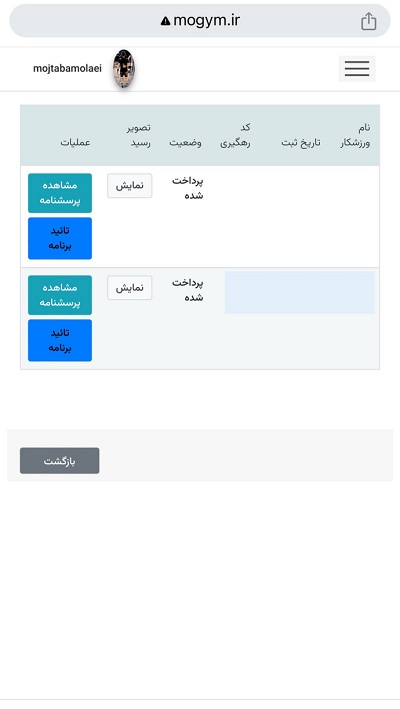 mogym.ir
mojtabamolaei
نام ورزشکار
تاریخ ثبت
کد رهگیری
وضعیت
تصویر رسید
عملیات
پرداخت شده
نمایش
مشاهده پرسشنامه
تائید برنامه
پرداخت شده
نمایش
مشاهده پرسشنامه
تائید برنامه
بازگشت